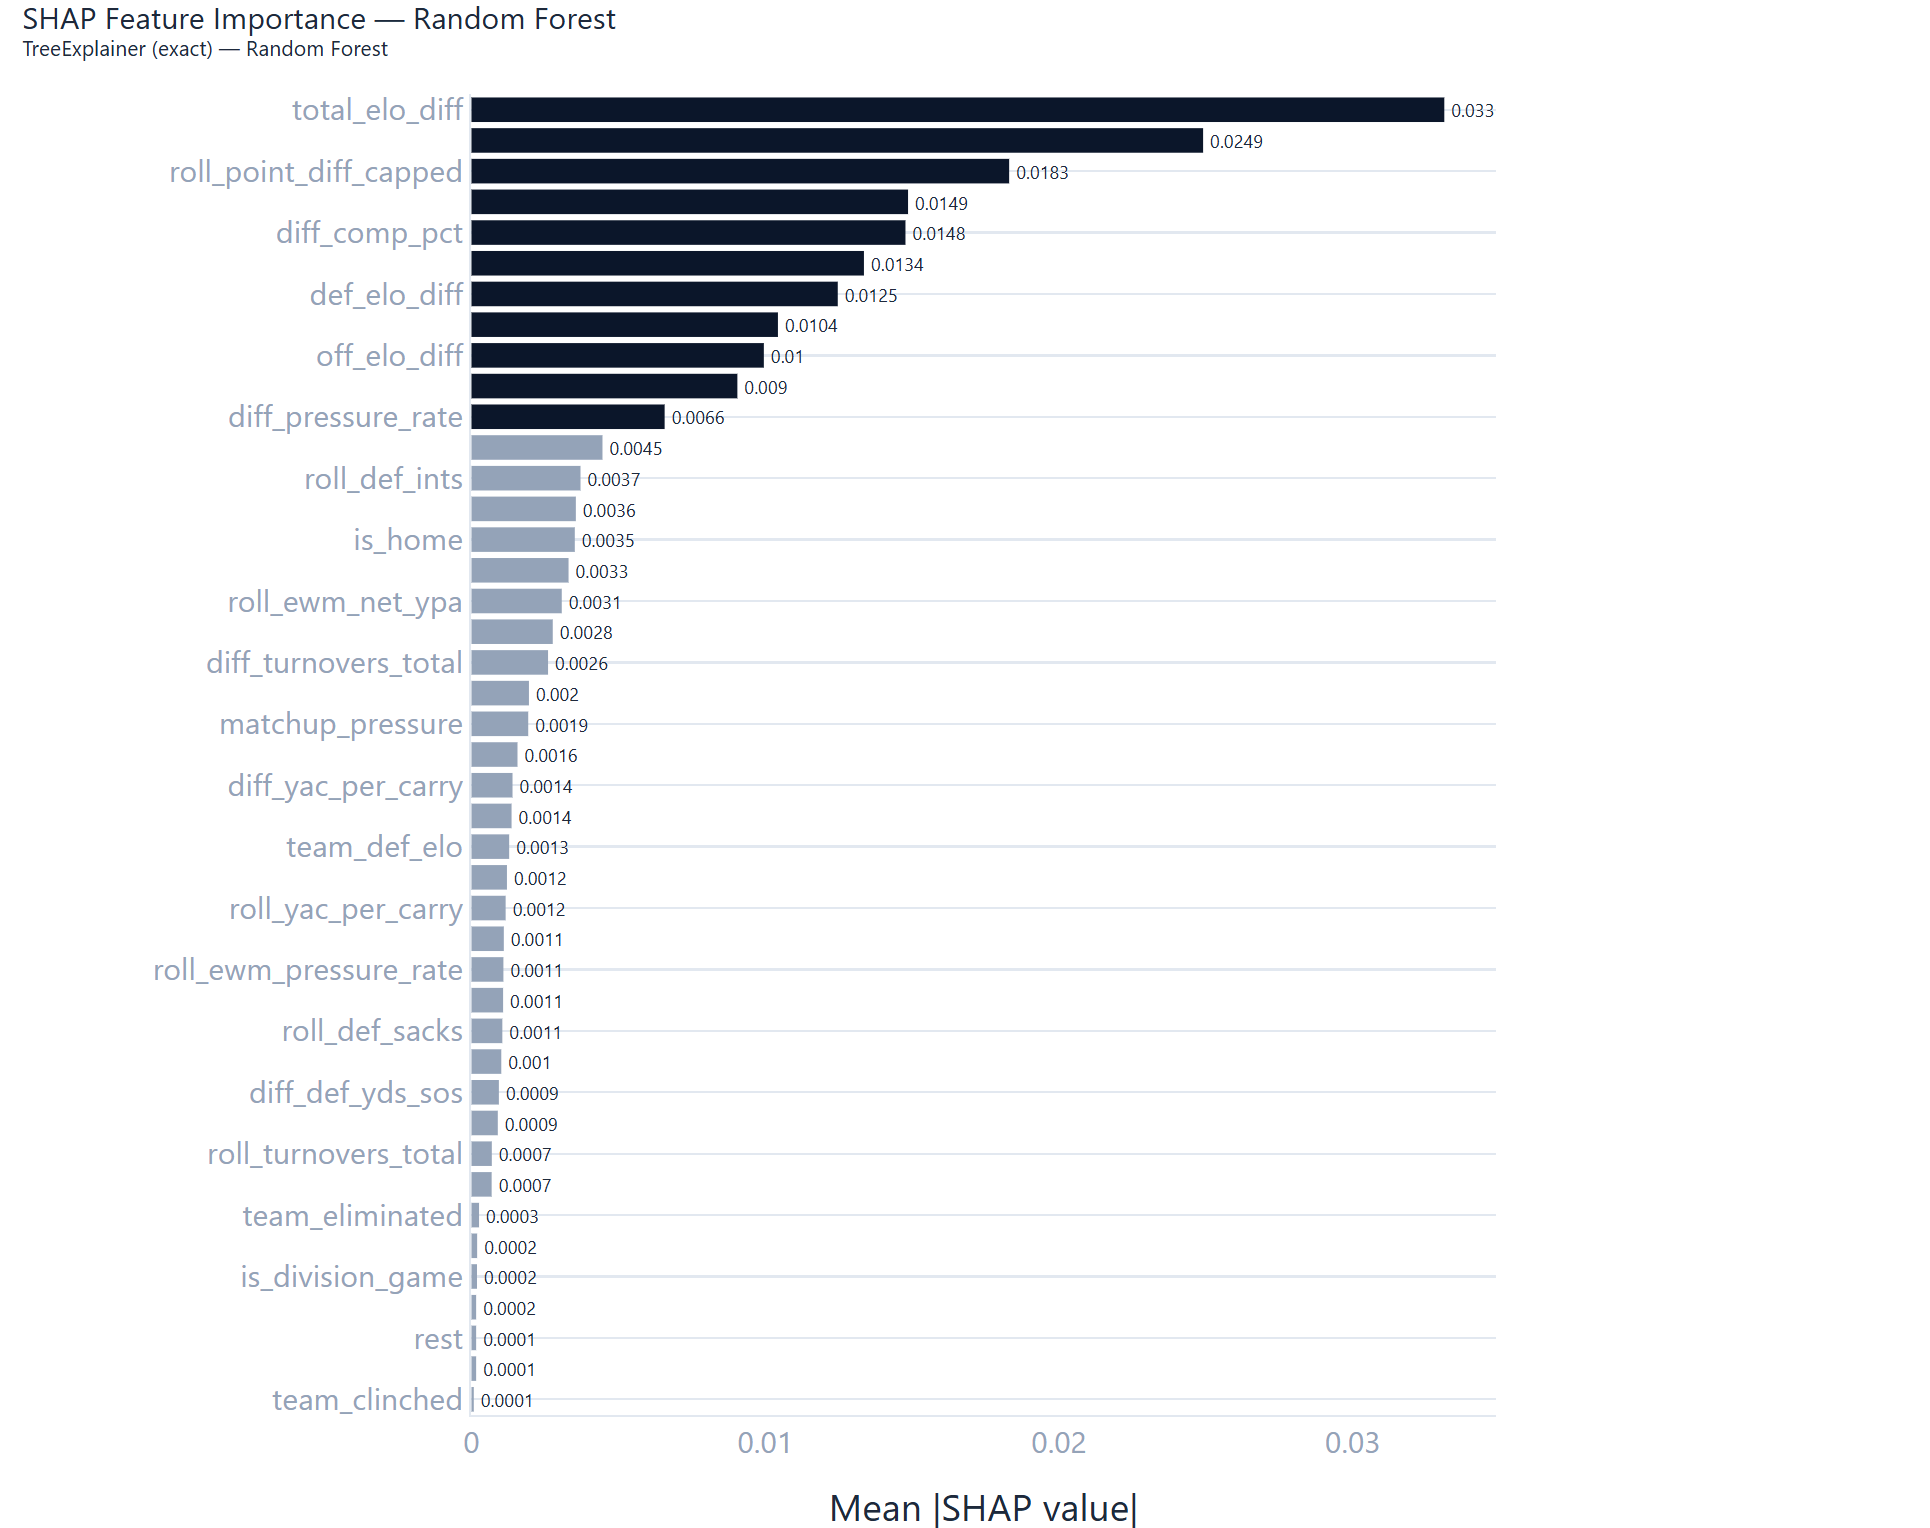 SHAP Feature Importance — Random Forest
TreeExplainer (exact) — Random Forest
total_elo_diff 0.033
0.0249
roll_point_diff_capped 0.0183
0.0149
diff_comp_pct 0.0148
0.0134
def_elo_diff 0.0125
0.0104
off_elo_diff 0.01
0.009
diff_pressure_rate 0.0066
0.0045
roll_def_ints 0.0037
0.0036
is_home 0.0035
0.0033
roll_ewm_net_ypa 0.0031
0.0028
diff_turnovers_total 0.0026
0.002
matchup_pressure 0.0019
0.0016
diff_yac_per_carry 0.0014
0.0014
team_def_elo 0.0013
0.0012
roll_yac_per_carry 0.0012
0.0011
roll_ewm_pressure_rate 0.0011
0.0011
roll_def_sacks 0.0011
0.001
diff_def_yds_sos 0.0009
0.0009
roll_turnovers_total 0.0007
0.0007
team_eliminated 0.0003
0.0002
is_division_game 0.0002
0.0002
rest 0.0001
0.0001
team_clinched 0.0001
0 0.01 0.02 0.03
Mean |SHAP value|